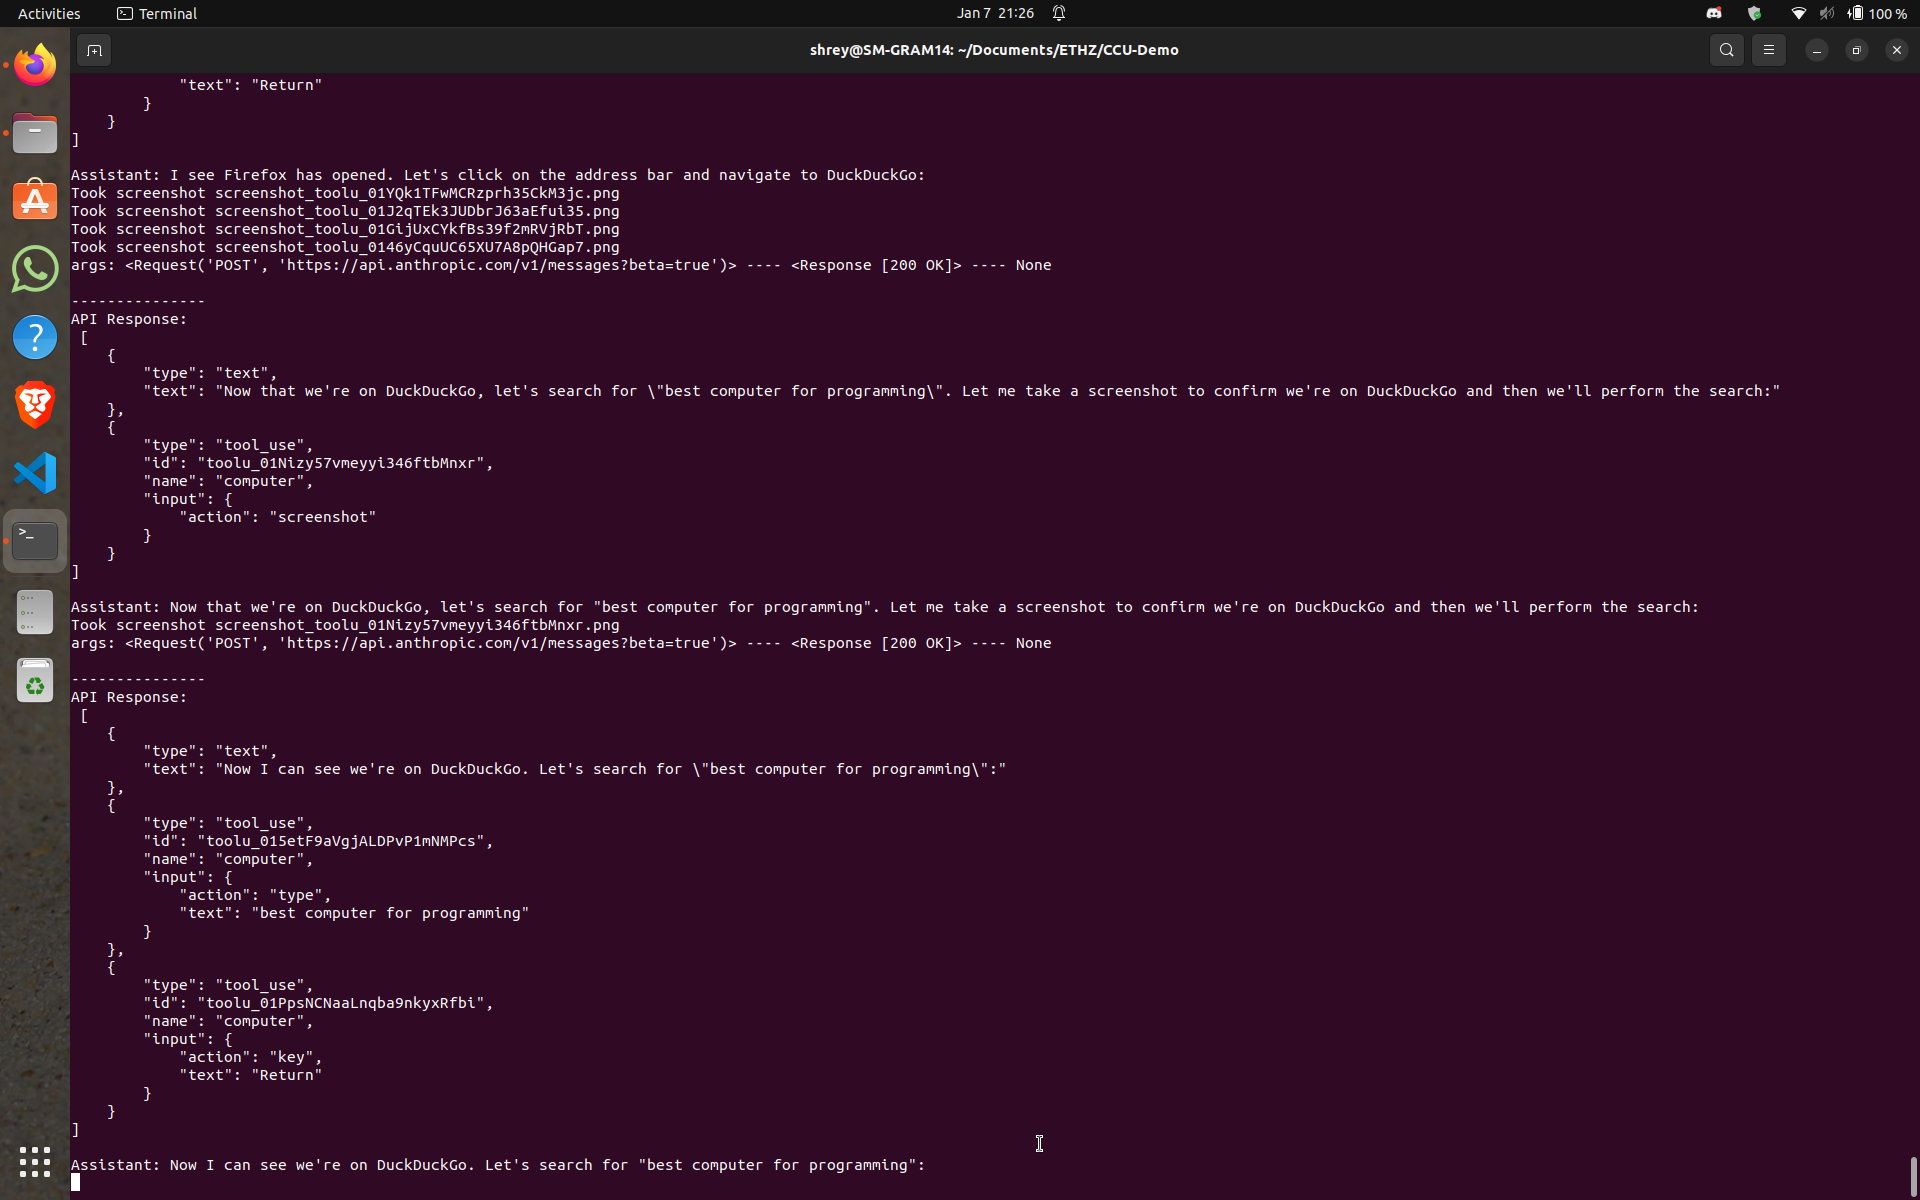 Activities
Terminal
Jan 7 21:26
100 %
shrey@SM-GRAM14: ~/Documents/ETHZ/CCU-Demo
            "text": "Return"
        }
    }
]
Assistant: I see Firefox has opened. Let's click on the address bar and navigate to DuckDuckGo:
Took screenshot screenshot_toolu_01YQk1TFwMCRzprh35CkM3jc.png
Took screenshot screenshot_toolu_01J2qTEk3JUDbrJ63aEfui35.png
Took screenshot screenshot_toolu_01GijUxCYkfBs39f2mRVjRbT.png
Took screenshot screenshot_toolu_0146yCquUC65XU7A8pQHGap7.png
args: <Request('POST', 'https://api.anthropic.com/v1/messages?beta=true')> ---- <Response [200 OK]> ---- None
---------------
API Response:
 [
    {
        "type": "text",
        "text": "Now that we're on DuckDuckGo, let's search for \"best computer for programming\". Let me take a screenshot to confirm we're on DuckDuckGo and then we'll perform the search:"
    },
    {
        "type": "tool_use",
        "id": "toolu_01Nizy57vmeyyi346ftbMnxr",
        "name": "computer",
        "input": {
            "action": "screenshot"
        }
    }
]
Assistant: Now that we're on DuckDuckGo, let's search for "best computer for programming". Let me take a screenshot to confirm we're on DuckDuckGo and then we'll perform the search:
Took screenshot screenshot_toolu_01Nizy57vmeyyi346ftbMnxr.png
args: <Request('POST', 'https://api.anthropic.com/v1/messages?beta=true')> ---- <Response [200 OK]> ---- None
---------------
API Response:
 [
    {
        "type": "text",
        "text": "Now I can see we're on DuckDuckGo. Let's search for \"best computer for programming\":"
    },
    {
        "type": "tool_use",
        "id": "toolu_015etF9aVgjALDPvP1mNMPcs",
        "name": "computer",
        "input": {
            "action": "type",
            "text": "best computer for programming"
        }
    },
    {
        "type": "tool_use",
        "id": "toolu_01PpsNCNaaLnqba9nkyxRfbi",
        "name": "computer",
        "input": {
            "action": "key",
            "text": "Return"
        }
    }
]
Assistant: Now I can see we're on DuckDuckGo. Let's search for "best computer for programming":